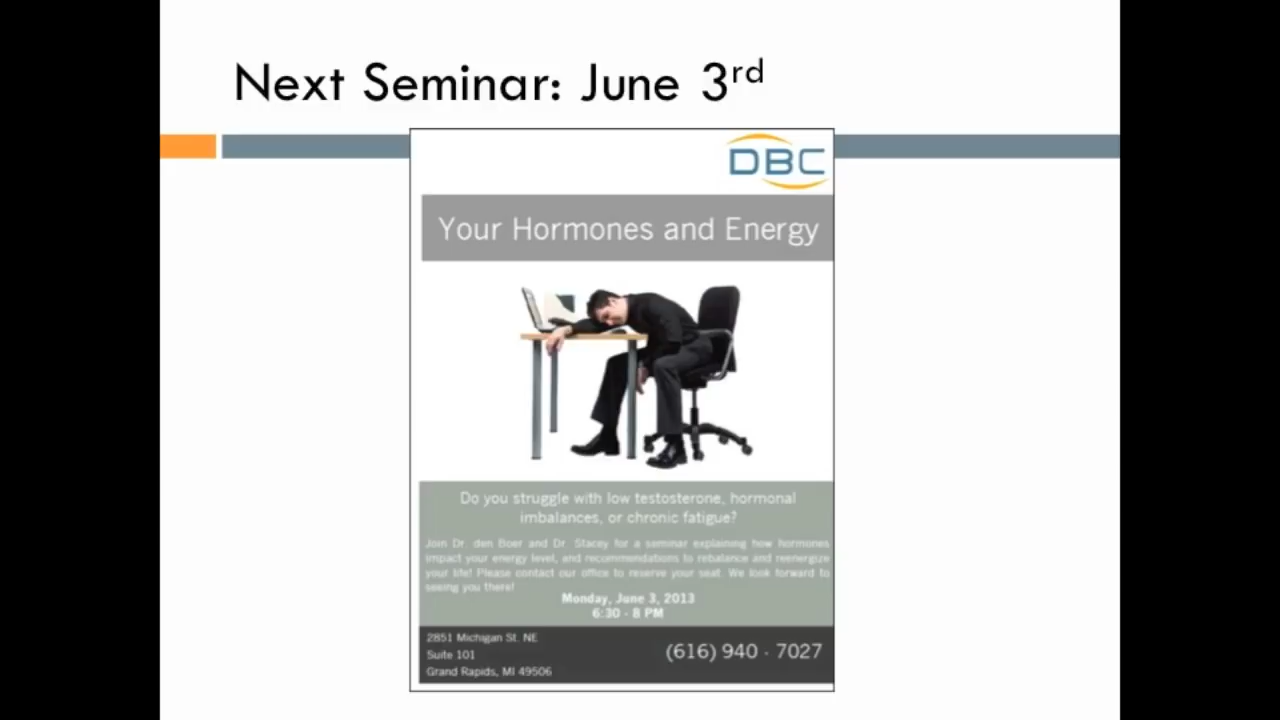 Next Seminar: June 3rd
DBC
Your Hormones and Energy
Do you struggle with low testosterone, hormonal
imbalances, or chronic fatigue?
Join Dr. den Boer and Dr. Stacey for a seminar explaining how hormones
impact your energy level, and recommendations to rebalance and reenergize
your life! Please contact our office to reserve your seat. We look forward to
seeing you there!
Monday, June 3, 2013
6:30 - 8 PM
2851 Michigan St. NE
Suite 101
Grand Rapids, MI 49506
(616) 940 - 7027